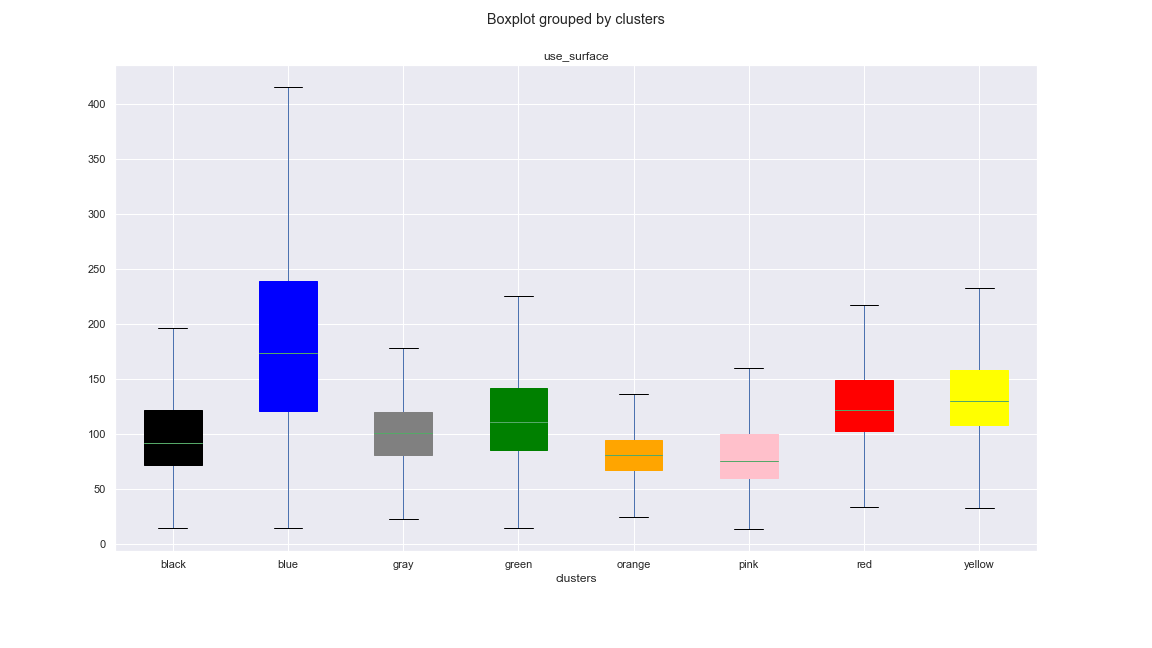 Boxplot grouped by clusters
use_surface
400
350
300
250
200
150
100
50
0
black blue gray green orange pink red yellow
clusters